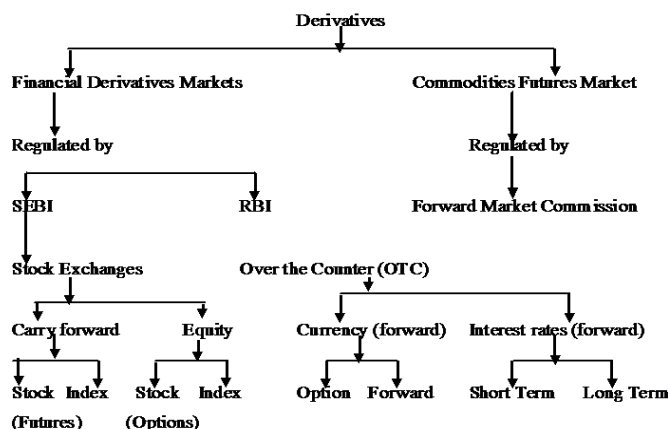 Derivatives
Financial Derivatives Markets Commodities Futures Market
Regulated by Regulated by
SEBI RBI Forward Market Commission
Stock Exchanges Over the Counter (OTC)
Carry forward Equity Currency (forward) Interest rates (forward)
Stock Index Stock Index Option Forward Short Term Long Term
(Futures) (Options)